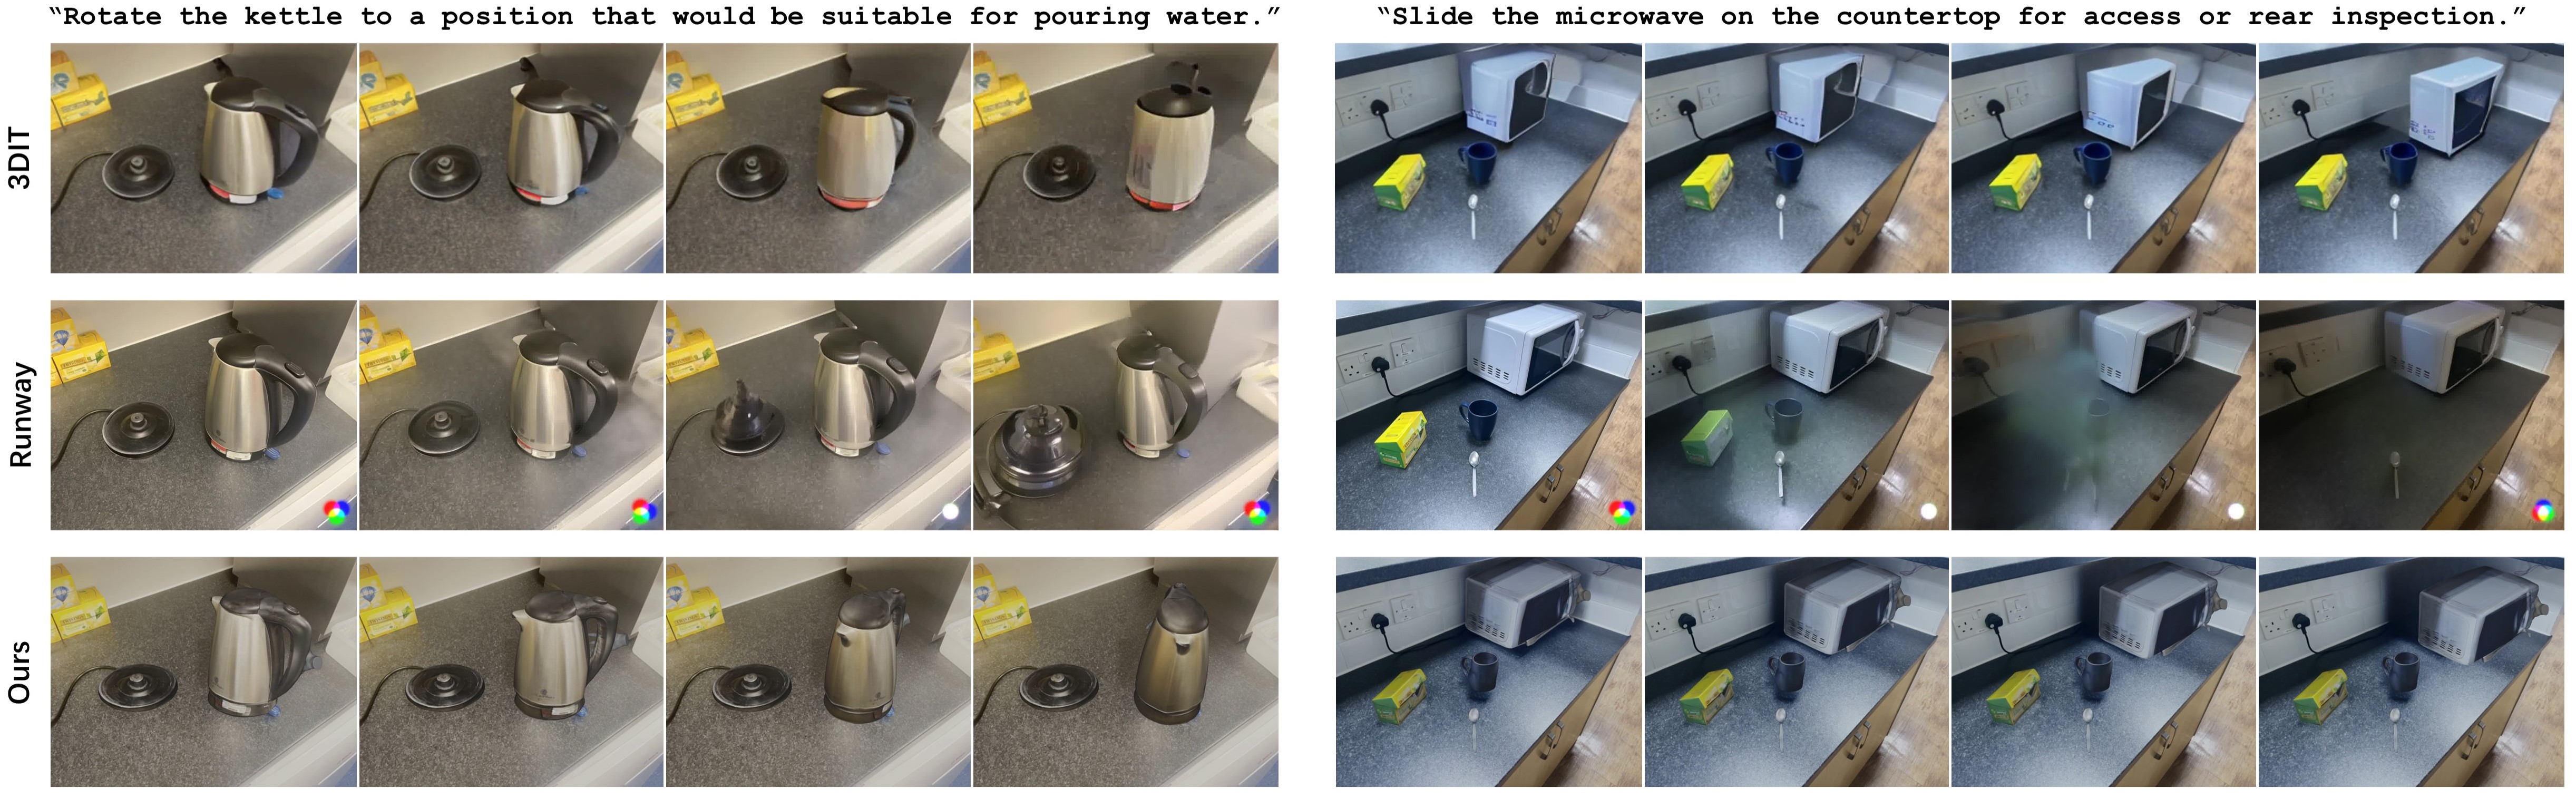 “Rotate the kettle to a position that would be suitable for pouring water.”
“Slide the microwave on the countertop for access or rear inspection.”
3DIT
Runway
Ours